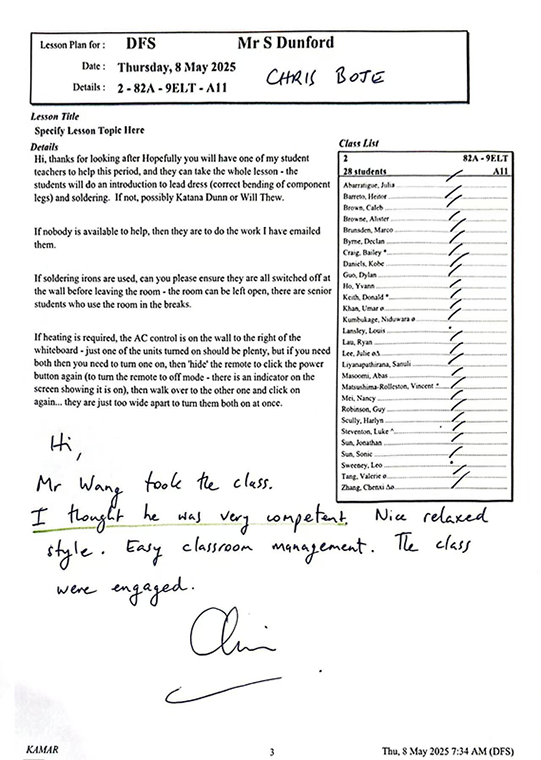 Lesson Plan for : DFS Mr S Dunford
Date : Thursday, 8 May 2025
CHRIS BOJE
Details : 2 - 82A - 9ELT - A11
Lesson Title
Specify Lesson Topic Here
Details
Hi, thanks for looking after Hopefully you will have one of my student
teachers to help this period, and they can take the whole lesson - the
students will do an introduction to lead dress (correct bending of component
legs) and soldering. If not, possibly Katana Dunn or Will Thew.
If nobody is available to help, then they are to do the work I have emailed
them.
If soldering irons are used, can you please ensure they are all switched off at
the wall before leaving the room - the room can be left open, there are senior
students who use the room in the breaks.
If heating is required, the AC control is on the wall to the right of the
whiteboard - just one of the units turned on should be plenty, but if you need
both then you need to turn one on, then 'hide' the remote to click the power
button again (to turn the remote to off mode - there is an indicator on the
screen showing it is on), then walk over to the other one and click on
again... they are just too wide apart to turn them both on at once.
Class List
2 82A - 9ELT
28 students A11
Abarratigue, Julia
Barreto, Heitor
Brown, Caleb
Browne, Alister
Brunsden, Marco
Byrne, Declan
Craig, Bailey *
Daniels, Kobe
Guo, Dylan
Ho, Yvann
Keith, Donald *
Khan, Umar ø
Kumbukage, Niduwara ø
Lansley, Louis
Lau, Ryan
Lee, Julie øΔ
Liyanapathirana, Sanuli
Masoomi, Abas
Matsushima-Rolleston, Vincent *
Mei, Nancy
Robinson, Guy
Scully, Harlyn
Steventon, Luke ^
Sun, Jonathan
Sun, Sonic
Sweeney, Leo
Tang, Valerie ø
Zhang, Chenxi Δø
Hi,
Mr Wang took the class.
I thought he was very competent. Nice relaxed
style. Easy classroom management. The class
were engaged.
Chris
KAMAR 3 Thu, 8 May 2025 7:34 AM (DFS)